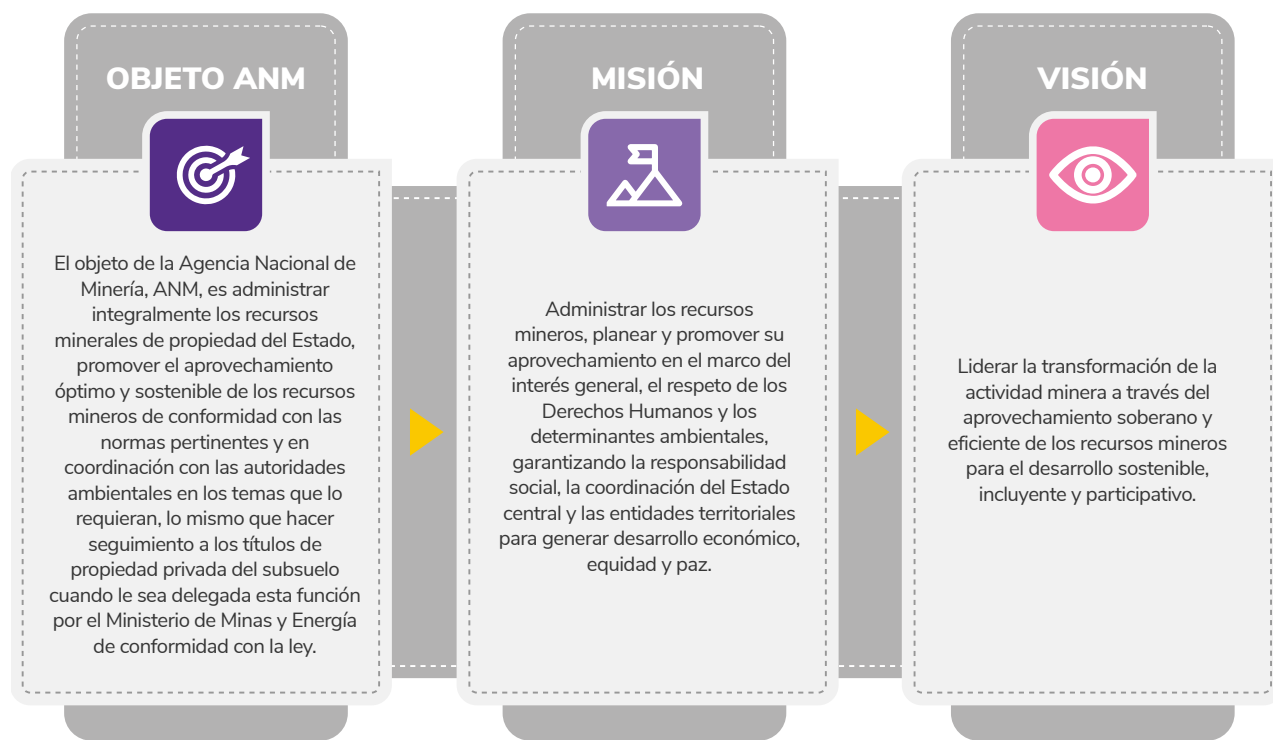 OBJETO ANM
El objeto de la Agencia Nacional de
Minería, ANM, es administrar
integralmente los recursos
minerales de propiedad del Estado,
promover el aprovechamiento
óptimo y sostenible de los recursos
mineros de conformidad con las
normas pertinentes y en
coordinación con las autoridades
ambientales en los temas que lo
requieran, lo mismo que hacer
seguimiento a los títulos de
propiedad privada del subsuelo
cuando le sea delegada esta función
por el Ministerio de Minas y Energía
de conformidad con la ley.
MISIÓN
Administrar los recursos
mineros, planear y promover su
aprovechamiento en el marco del
interés general, el respeto de los
Derechos Humanos y los
determinantes ambientales,
garantizando la responsabilidad
social, la coordinación del Estado
central y las entidades territoriales
para generar desarrollo económico,
equidad y paz.
VISIÓN
Liderar la transformación de la
actividad minera a través del
aprovechamiento soberano y
eficiente de los recursos mineros
para el desarrollo sostenible,
incluyente y participativo.